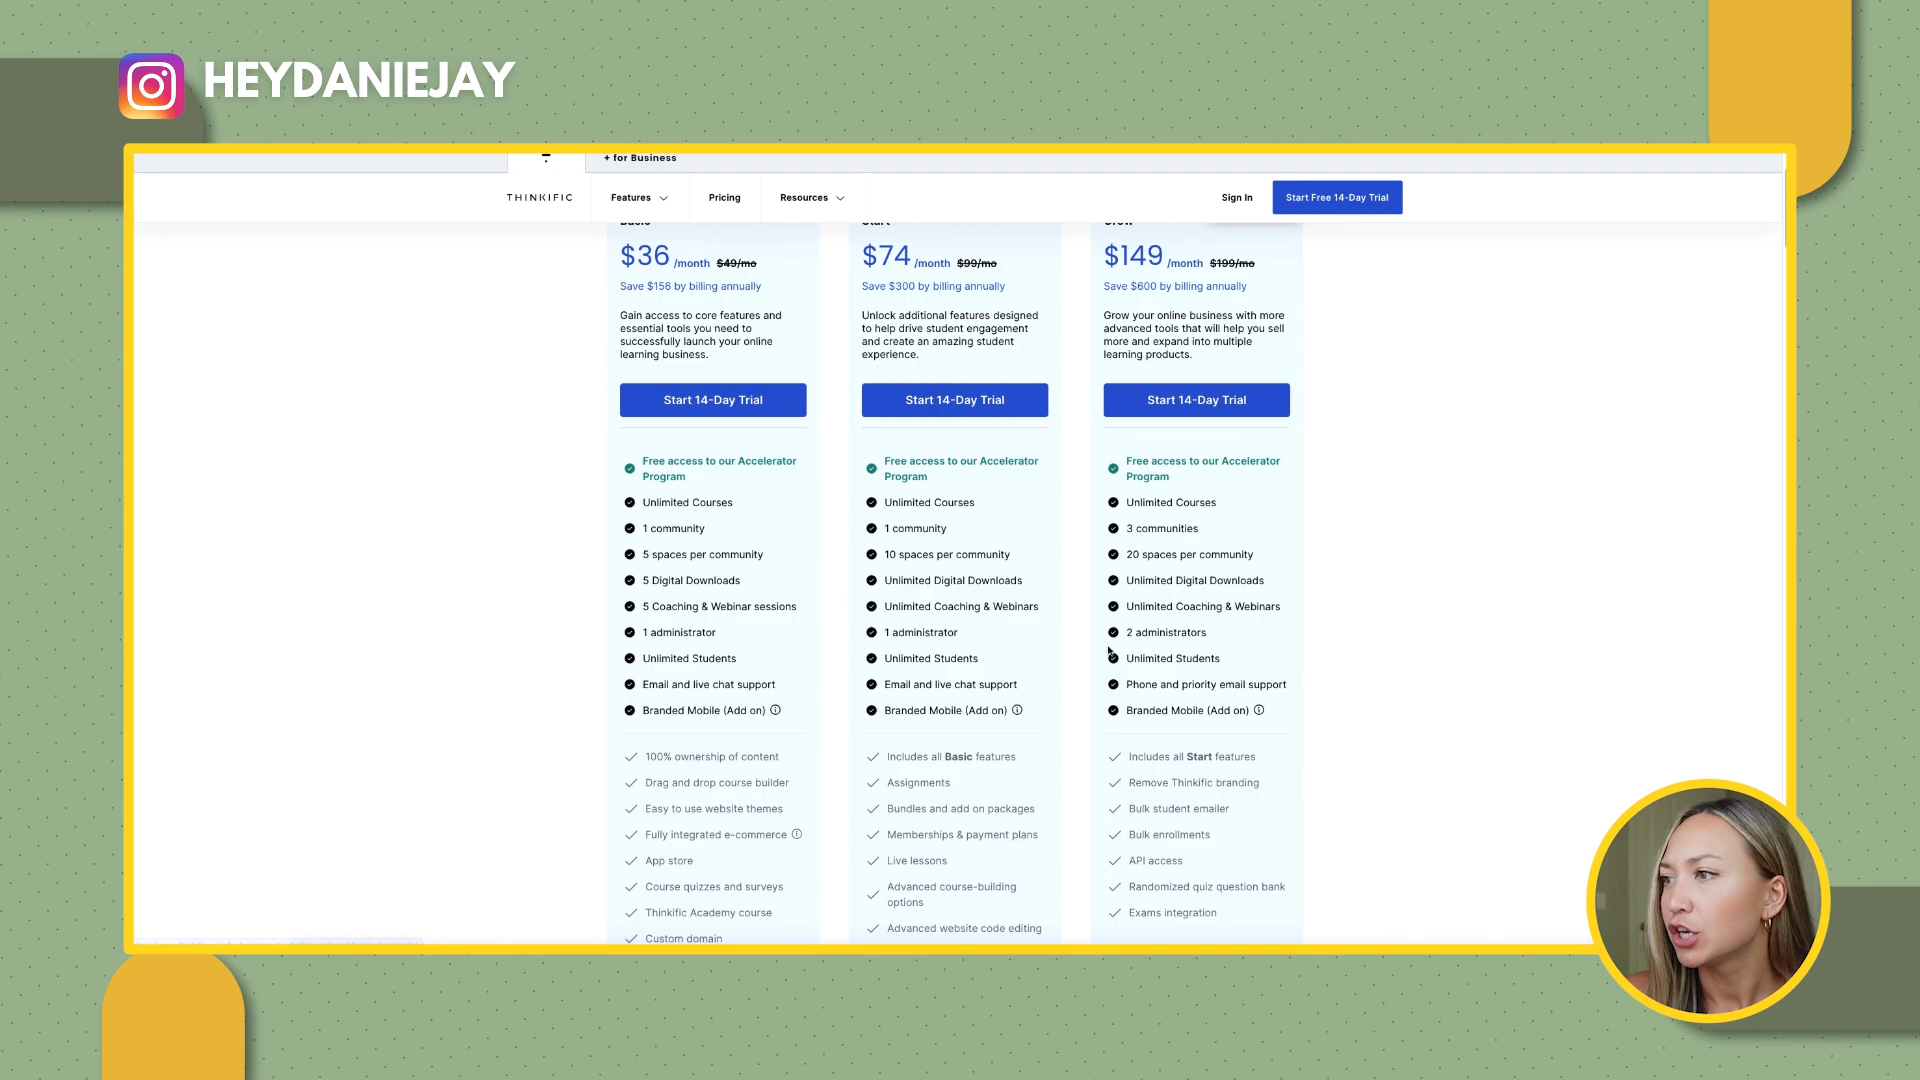 HEYDANIEJAY
+ for Business
THINKIFIC
Features
Pricing
Resources
Sign In
Start Free 14-Day Trial
Basic
$36 /month $49/mo
Save $156 by billing annually
Gain access to core features and
essential tools you need to
successfully launch your online
learning business.
Start 14-Day Trial
Free access to our Accelerator
Program
Unlimited Courses
1 community
5 spaces per community
5 Digital Downloads
5 Coaching & Webinar sessions
1 administrator
Unlimited Students
Email and live chat support
Branded Mobile (Add on)
100% ownership of content
Drag and drop course builder
Easy to use website themes
Fully integrated e-commerce
App store
Course quizzes and surveys
Thinkific Academy course
Custom domain
Start
$74 /month $99/mo
Save $300 by billing annually
Unlock additional features designed
to help drive student engagement
and create an amazing student
experience.
Start 14-Day Trial
Free access to our Accelerator
Program
Unlimited Courses
1 community
10 spaces per community
Unlimited Digital Downloads
Unlimited Coaching & Webinars
1 administrator
Unlimited Students
Email and live chat support
Branded Mobile (Add on)
Includes all Basic features
Assignments
Bundles and add on packages
Memberships & payment plans
Live lessons
Advanced course-building
options
Advanced website code editing
Grow
$149 /month $199/mo
Save $600 by billing annually
Grow your online business with more
advanced tools that will help you sell
more and expand into multiple
learning products.
Start 14-Day Trial
Free access to our Accelerator
Program
Unlimited Courses
3 communities
20 spaces per community
Unlimited Digital Downloads
Unlimited Coaching & Webinars
2 administrators
Unlimited Students
Phone and priority email support
Branded Mobile (Add on)
Includes all Start features
Remove Thinkific branding
Bulk student emailer
Bulk enrollments
API access
Randomized quiz question bank
Exams integration